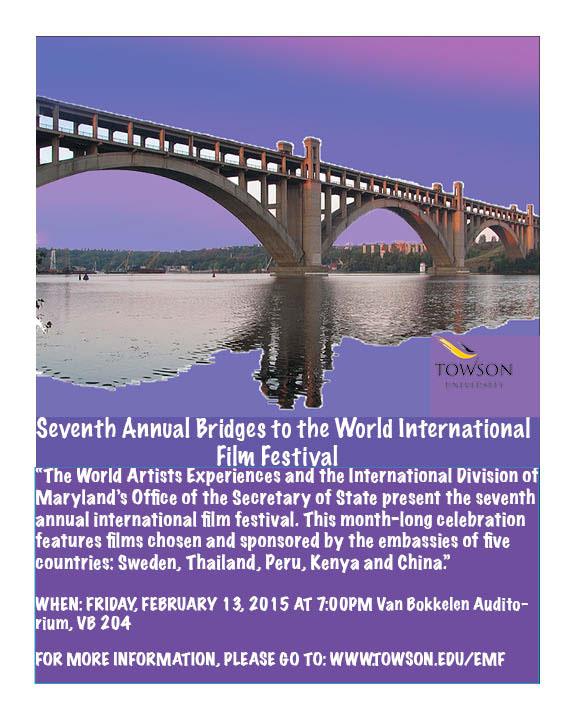 TOWSON
UNIVERSITY
Seventh Annual Bridges to the World International
Film Festival
“The World Artists Experiences and the International Division of
Maryland’s Office of the Secretary of State present the seventh
annual international film festival. This month-long celebration
features films chosen and sponsored by the embassies of five
countries: Sweden, Thailand, Peru, Kenya and China.”
WHEN: FRIDAY, FEBRUARY 13, 2015 AT 7:00PM Van Bokkelen Audito-
rium, VB 204
FOR MORE INFORMATION, PLEASE GO TO: WWW.TOWSON.EDU/EMF